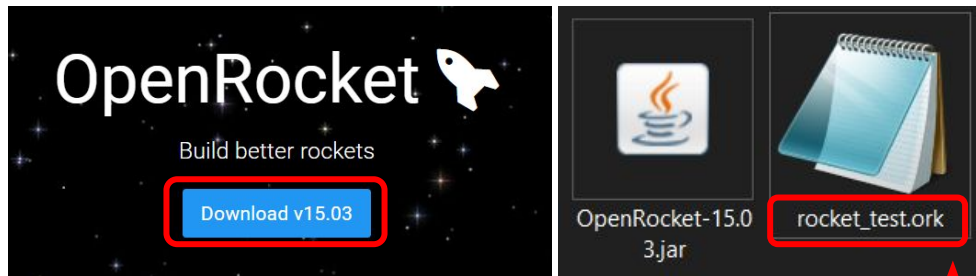 OpenRocket
Build better rockets
Download v15.03
OpenRocket-15.0
3.jar
rocket_test.ork